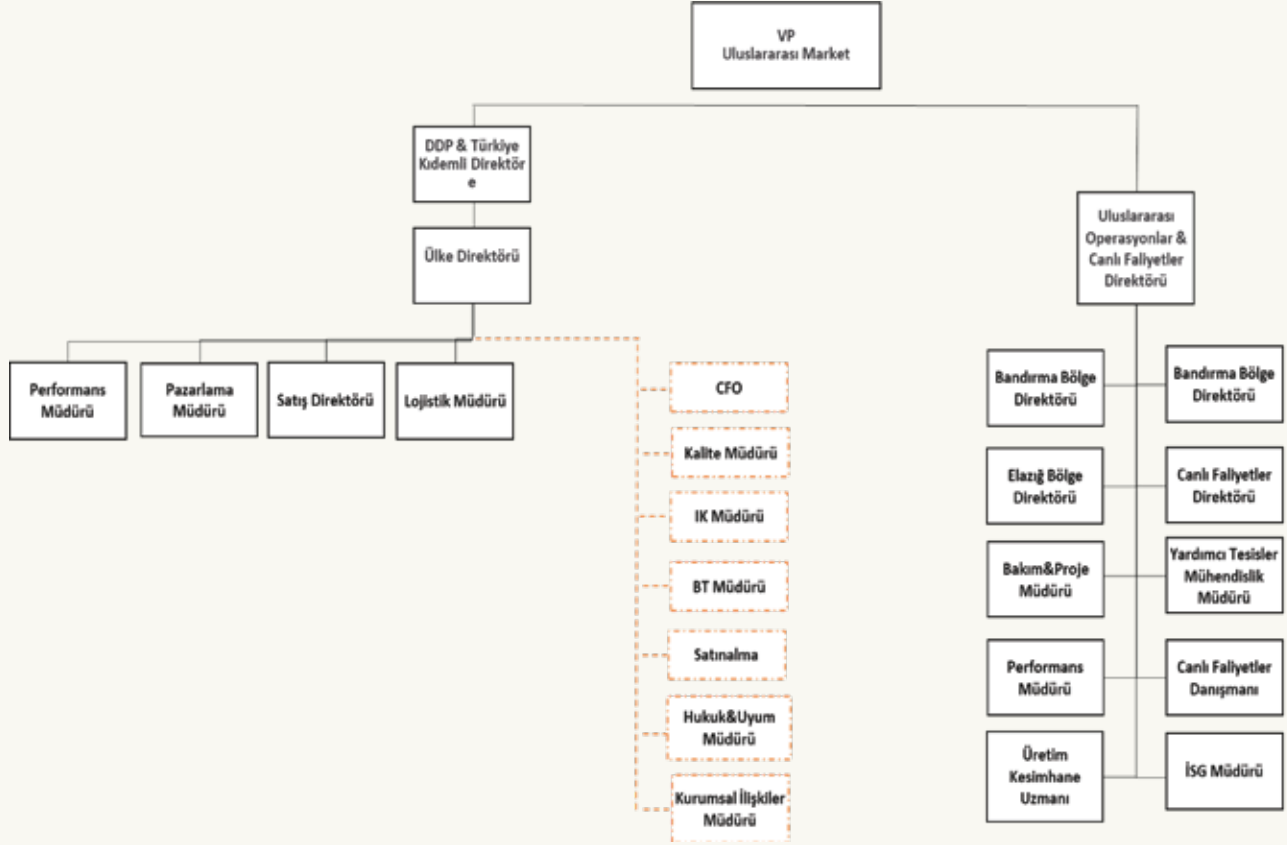 VP
Uluslararası Market
DDP & Türkiye
Kıdemli Direktör
e
Ülke Direktörü
Uluslararası
Operasyonlar &
Canlı Faliyetler
Direktörü
Performans
Müdürü
Pazarlama
Müdürü
Satış Direktörü
Lojistik Müdürü
CFO
Kalite Müdürü
IK Müdürü
BT Müdürü
Satınalma
Hukuk&Uyum
Müdürü
Kurumsal İlişkiler
Müdürü
Bandırma Bölge
Direktörü
Bandırma Bölge
Direktörü
Elazığ Bölge
Direktörü
Canlı Faliyetler
Direktörü
Bakım&Proje
Müdürü
Yardımcı Tesisler
Mühendislik
Müdürü
Performans
Müdürü
Canlı Faliyetler
Danışmanı
Üretim
Kesimhane
Uzmanı
İSG Müdürü